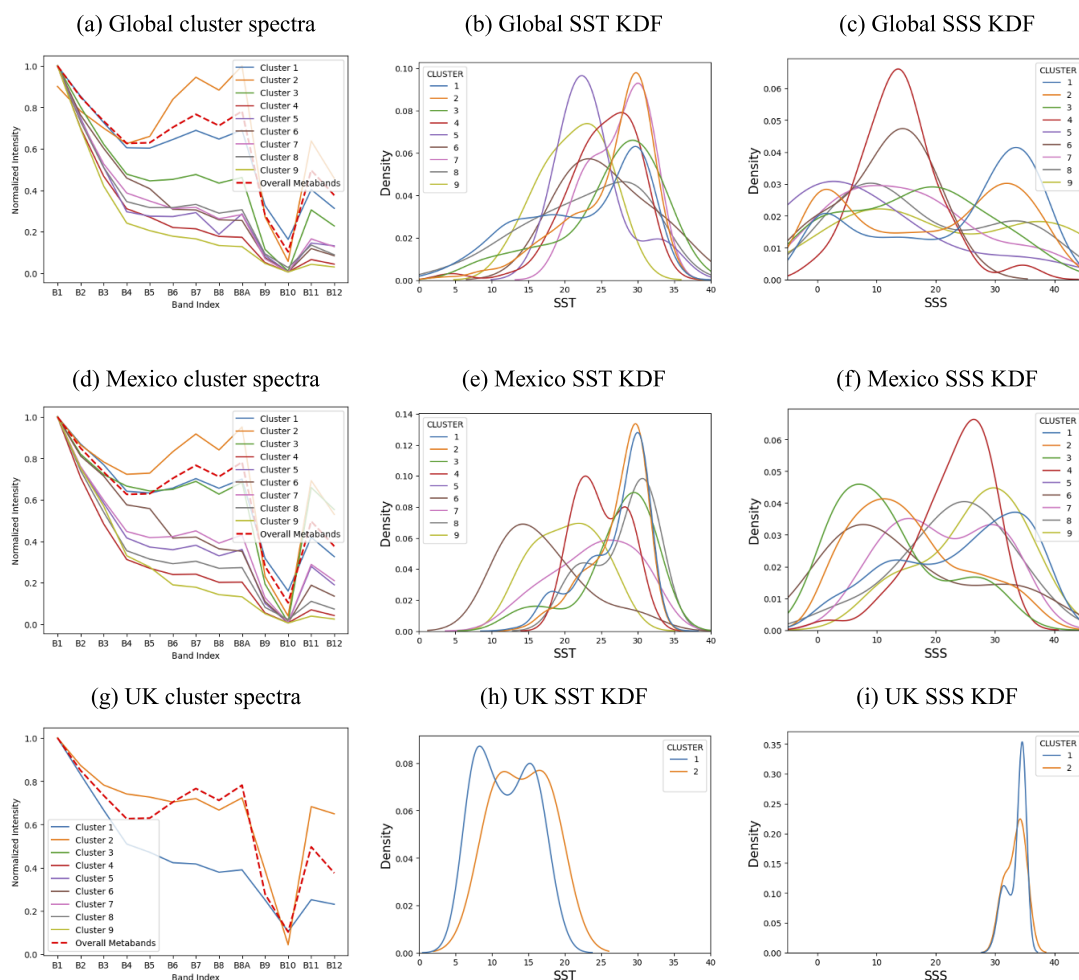 (a) Global cluster spectra
(b) Global SST KDF
(c) Global SSS KDF
Normalized Intensity
1.0
0.8
0.6
0.4
0.2
0.0
Cluster 1
Cluster 2
Cluster 3
Cluster 4
Cluster 5
Cluster 6
Cluster 7
Cluster 8
Cluster 9
Overall Metabands
B1 B2 B3 B4 B5 B6 B7 B8 B8A B9 B10 B11 B12
Band Index
Density
0.10
0.08
0.06
0.04
0.02
0.00
CLUSTER
1
2
3
4
5
6
7
8
9
0 5 10 15 20 25 30 35 40
SST
Density
0.06
0.05
0.04
0.03
0.02
0.01
0.00
CLUSTER
1
2
3
4
5
6
7
8
9
0 10 20 30 40
SSS
(d) Mexico cluster spectra
(e) Mexico SST KDF
(f) Mexico SSS KDF
Normalized Intensity
1.0
0.8
0.6
0.4
0.2
0.0
Cluster 1
Cluster 2
Cluster 3
Cluster 4
Cluster 5
Cluster 6
Cluster 7
Cluster 8
Cluster 9
Overall Metabands
B1 B2 B3 B4 B5 B6 B7 B8 B8A B9 B10 B11 B12
Band Index
Density
0.14
0.12
0.10
0.08
0.06
0.04
0.02
0.00
CLUSTER
1
2
3
4
5
6
7
8
9
0 5 10 15 20 25 30 35 40
SST
Density
0.06
0.05
0.04
0.03
0.02
0.01
0.00
CLUSTER
1
2
3
4
5
6
7
8
9
0 10 20 30 40
SSS
(g) UK cluster spectra
(h) UK SST KDF
(i) UK SSS KDF
Normalized Intensity
1.0
0.8
0.6
0.4
0.2
0.0
Cluster 1
Cluster 2
Cluster 3
Cluster 4
Cluster 5
Cluster 6
Cluster 7
Cluster 8
Cluster 9
Overall Metabands
B1 B2 B3 B4 B5 B6 B7 B8 B8A B9 B10 B11 B12
Band Index
Density
0.08
0.06
0.04
0.02
0.00
CLUSTER
1
2
0 5 10 15 20 25 30 35 40
SST
Density
0.35
0.30
0.25
0.20
0.15
0.10
0.05
0.00
CLUSTER
1
2
0 10 20 30 40
SSS